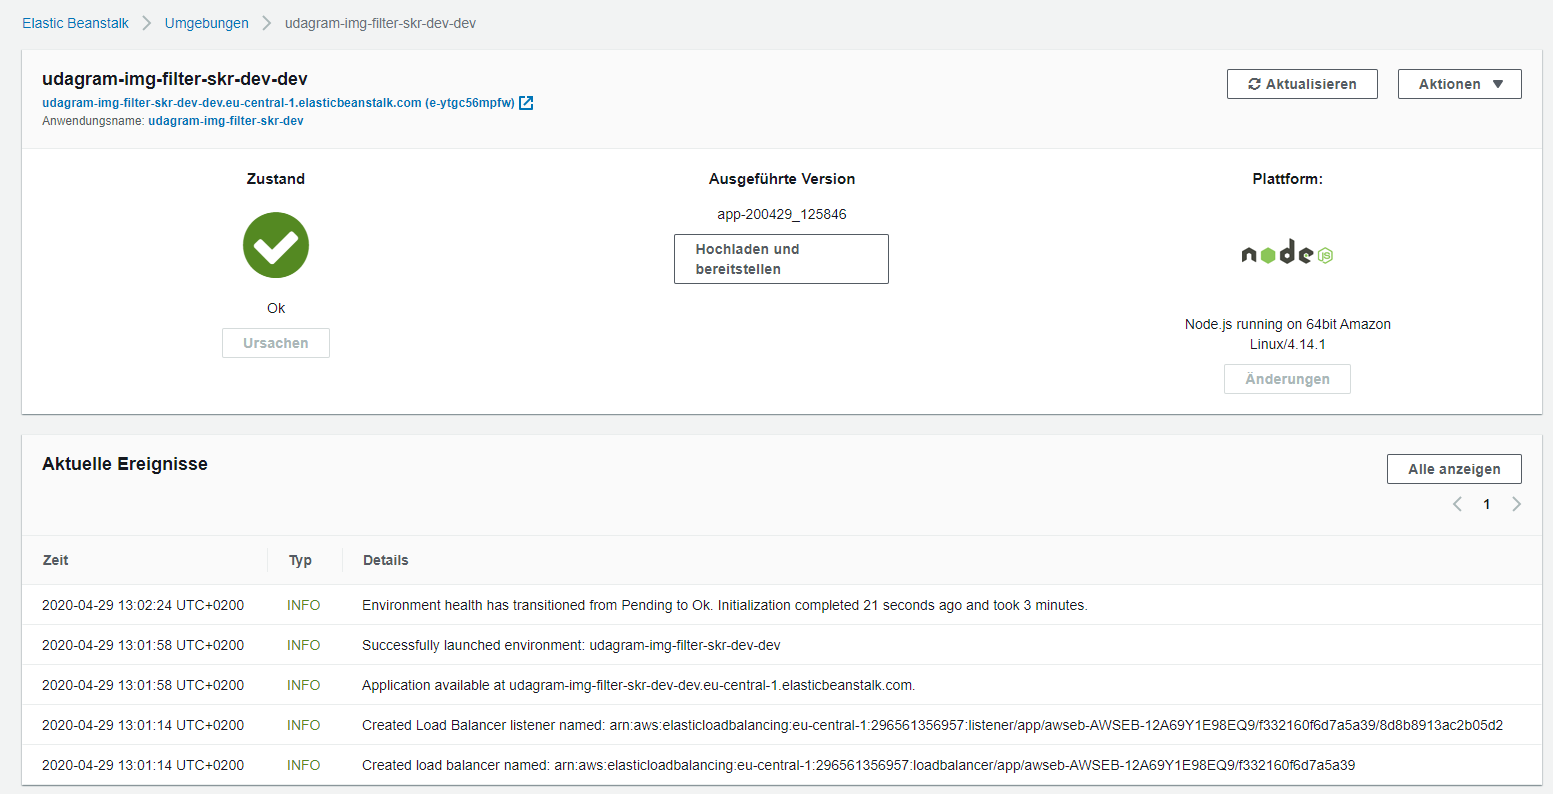 Elastic Beanstalk > Umgebungen > udagram-img-filter-skr-dev-dev
udagram-img-filter-skr-dev-dev
udagram-img-filter-skr-dev-dev.eu-central-1.elasticbeanstalk.com (e-ytgc56mpfw)
Anwendungsname: udagram-img-filter-skr-dev
Aktualisieren
Aktionen
Zustand
Ok
Ursachen
Ausgeführte Version
app-200429_125846
Hochladen und
bereitstellen
Plattform:
node JS
Node.js running on 64bit Amazon
Linux/4.14.1
Änderungen
Aktuelle Ereignisse
Alle anzeigen
1
Zeit Typ Details
2020-04-29 13:02:24 UTC+0200 INFO Environment health has transitioned from Pending to Ok. Initialization completed 21 seconds ago and took 3 minutes.
2020-04-29 13:01:58 UTC+0200 INFO Successfully launched environment: udagram-img-filter-skr-dev-dev
2020-04-29 13:01:58 UTC+0200 INFO Application available at udagram-img-filter-skr-dev-dev.eu-central-1.elasticbeanstalk.com.
2020-04-29 13:01:14 UTC+0200 INFO Created Load Balancer listener named: arn:aws:elasticloadbalancing:eu-central-1:296561356957:listener/app/awseb-AWSEB-12A69Y1E98EQ9/f332160f6d7a5a39/8d8b8913ac2b05d2
2020-04-29 13:01:14 UTC+0200 INFO Created load balancer named: arn:aws:elasticloadbalancing:eu-central-1:296561356957:loadbalancer/app/awseb-AWSEB-12A69Y1E98EQ9/f332160f6d7a5a39